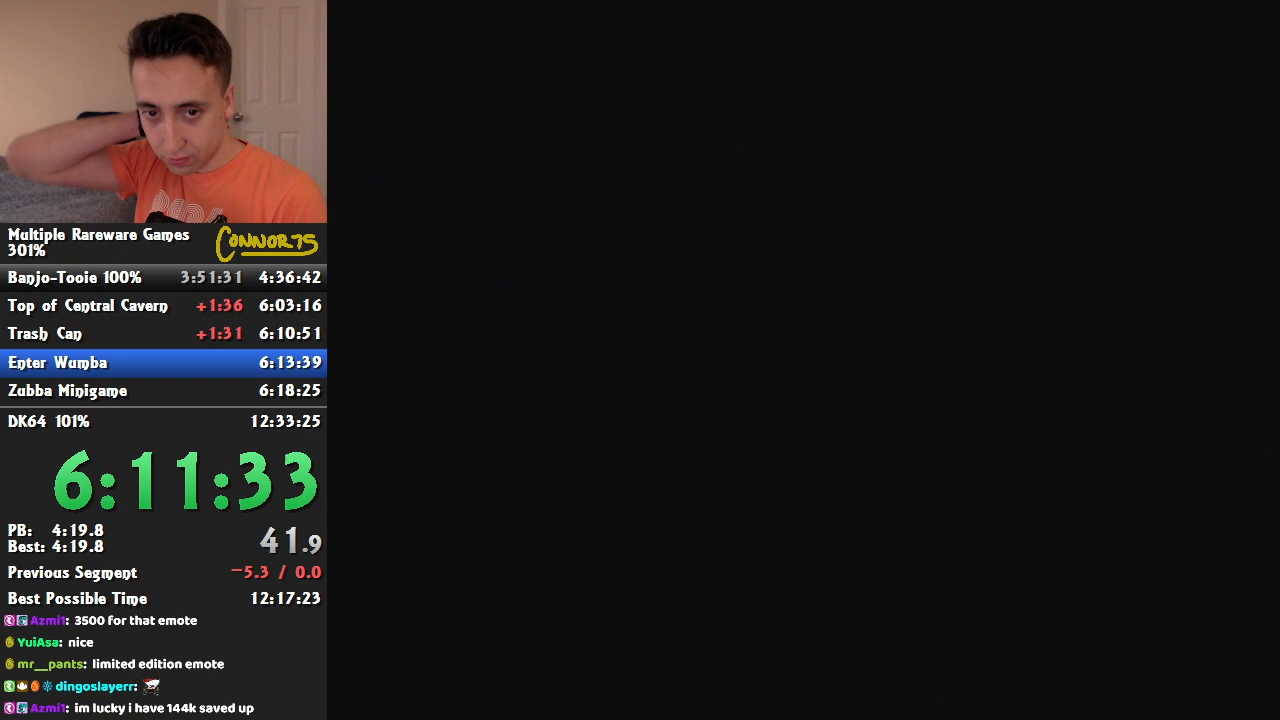 Multiple Rareware Games
301%
CONNOR75
Banjo-Tooie 100% 3:51:31 4:36:42
Top of Central Cavern +1:36 6:03:16
Trash Can +1:31 6:10:51
Enter Wumba 6:13:39
Zubba Minigame 6:18:25
DK64 101% 12:33:25
6:11:33
PB: 4:19.8
Best: 4:19.8
41.9
Previous Segment -5.3 / 0.0
Best Possible Time 12:17:23
Azmi1: 3500 for that emote
YuiAsa: nice
mr__pants: limited edition emote
dingoslayerr:
Azmi1: im lucky i have 144k saved up